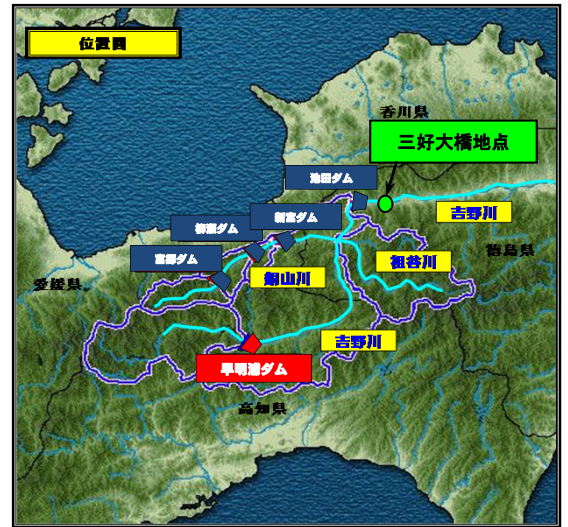 位置図
香川県
三好大橋地点
池田ダム
吉野川
新宮ダム
柳瀬ダム
徳島県
富郷ダム
祖谷川
銅山川
愛媛県
吉野川
早明浦ダム
高知県